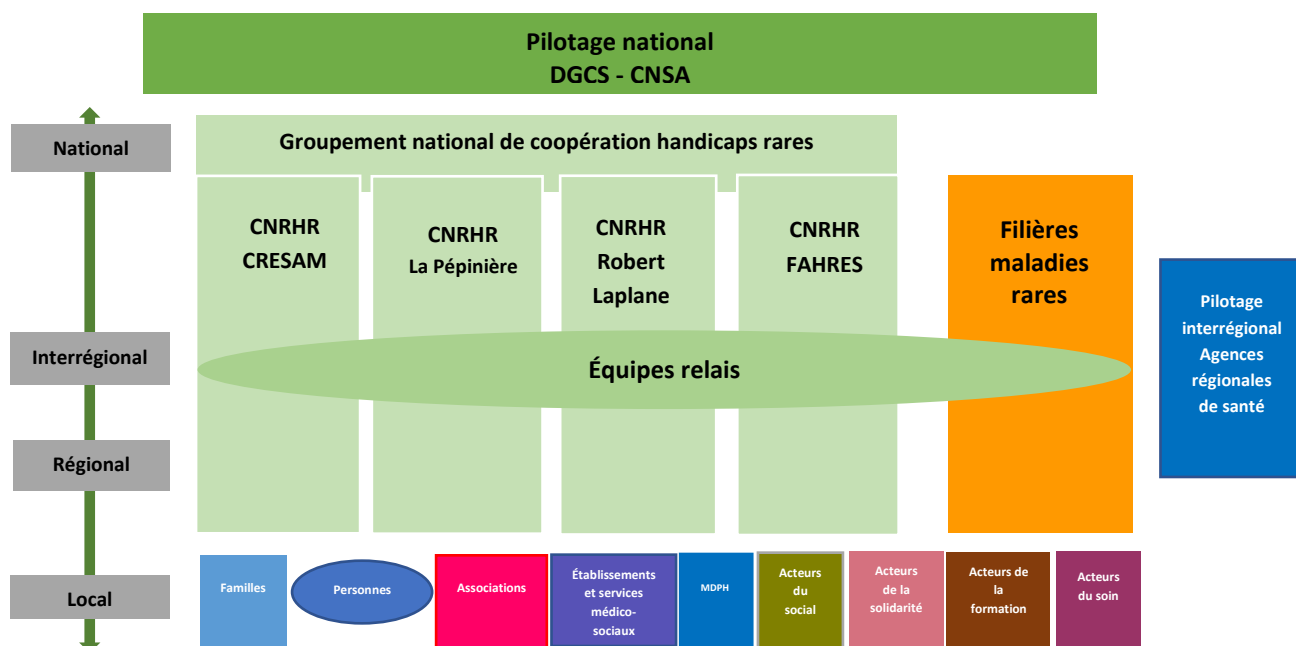 Pilotage national
DGCS - CNSA
National
Groupement national de coopération handicaps rares
CNRHR
CRESAM
CNRHR
La Pépinière
CNRHR
Robert
Laplane
CNRHR
FAHRES
Filières
maladies
rares
Pilotage
interrégional
Agences
régionales
de santé
Interrégional
Équipes relais
Régional
Local
Familles
Personnes
Associations
Établissements
et services
médico-
sociaux
MDPH
Acteurs
du
social
Acteurs
de la
solidarité
Acteurs de
la
formation
Acteurs
du soin